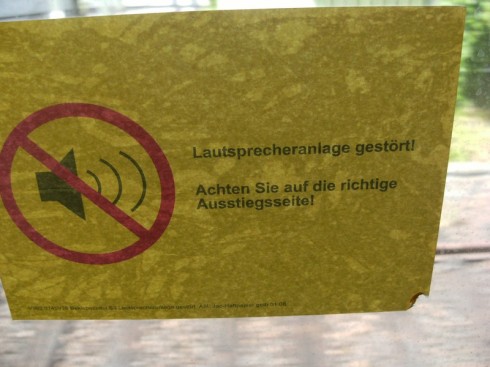 Lautsprecheranlage gestört!
Achten Sie auf die richtige
Ausstiegsseite!